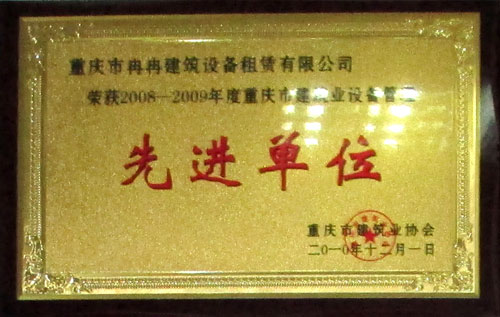 重庆市冉冉建筑设备租赁有限公司
荣获2008—2009年度重庆市建筑业设备管理
先进单位
重庆市建筑业协会
二〇一〇年十二月一日